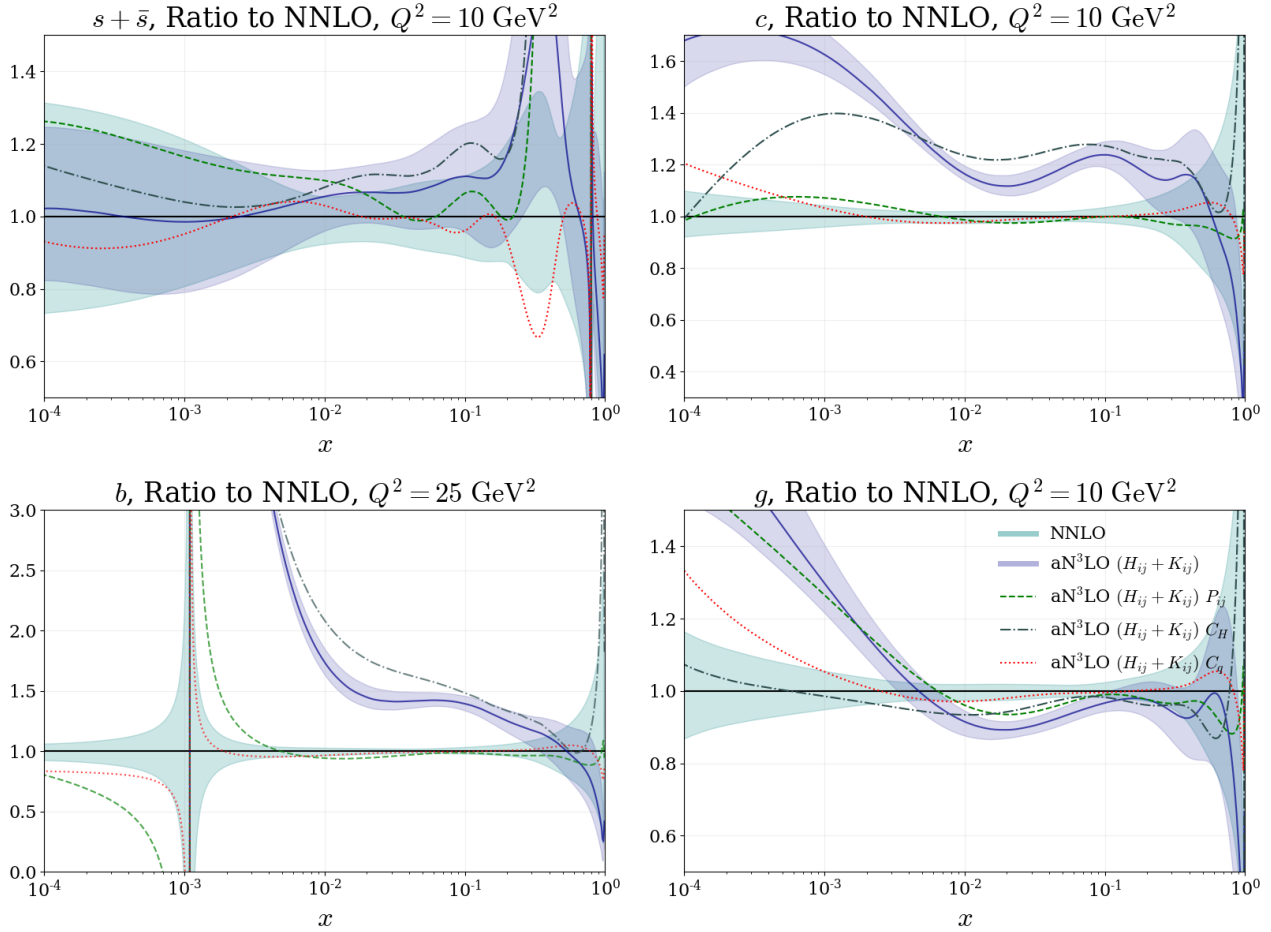 s + s̄, Ratio to NNLO, Q² = 10 GeV²
1.4
1.2
1.0
0.8
0.6
10⁻⁴ 10⁻³ 10⁻² 10⁻¹ 10⁰
x
c, Ratio to NNLO, Q² = 10 GeV²
1.6
1.4
1.2
1.0
0.8
0.6
0.4
10⁻⁴ 10⁻³ 10⁻² 10⁻¹ 10⁰
x
b, Ratio to NNLO, Q² = 25 GeV²
3.0
2.5
2.0
1.5
1.0
0.5
0.0
10⁻⁴ 10⁻³ 10⁻² 10⁻¹ 10⁰
x
g, Ratio to NNLO, Q² = 10 GeV²
1.4
1.2
1.0
0.8
0.6
NNLO
aN³LO (H_ij + K_ij)
aN³LO (H_ij + K_ij) P_ij
aN³LO (H_ij + K_ij) C_H
aN³LO (H_ij + K_ij) C_q
10⁻⁴ 10⁻³ 10⁻² 10⁻¹ 10⁰
x